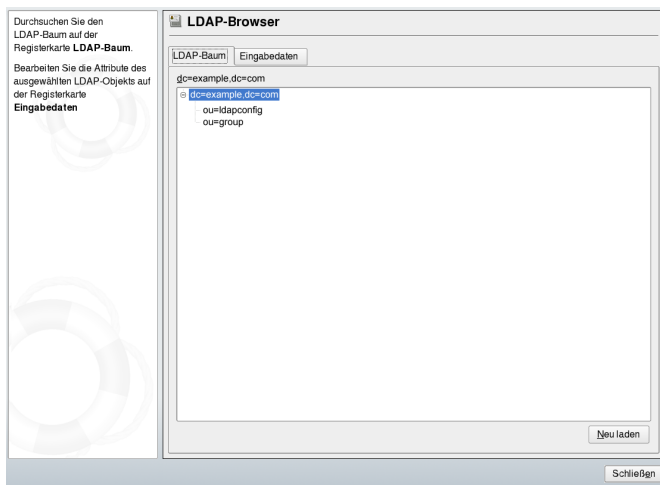 Durchsuchen Sie den
LDAP-Baum auf der
Registerkarte LDAP-Baum.
Bearbeiten Sie die Attribute des
ausgewählten LDAP-Objekts auf
der Registerkarte
Eingabedaten
LDAP-Browser
LDAP-Baum Eingabedaten
dc=example,dc=com
dc=example,dc=com
ou=ldapconfig
ou=group
Neu laden
Schließen